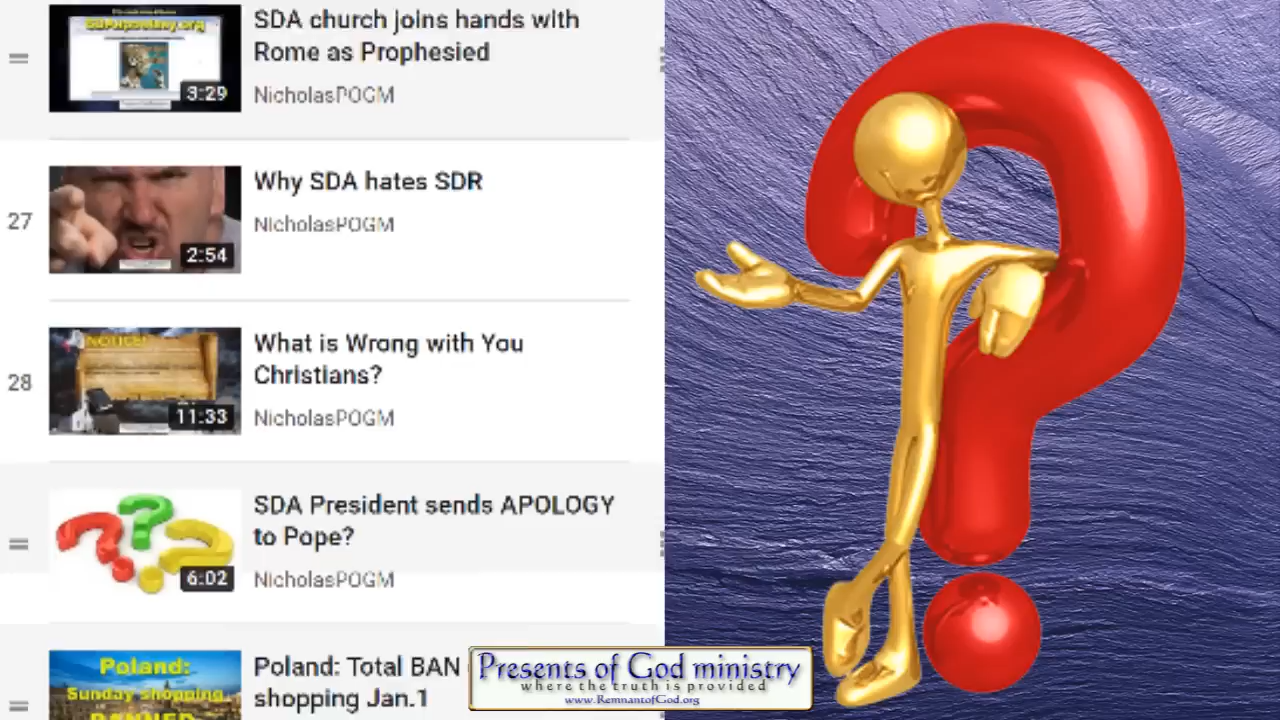 SDA church joins hands with
Rome as Prophesied
NicholasPOGM
3:29
27
Why SDA hates SDR
NicholasPOGM
2:54
28
NOTICE!
What is Wrong with You
Christians?
NicholasPOGM
11:33
SDA President sends APOLOGY
to Pope?
NicholasPOGM
6:02
Poland:
Sunday shopping
BANNED
Poland: Total BAN
shopping Jan.1
Presents of God ministry
where the truth is provided
www.RemnantofGod.org